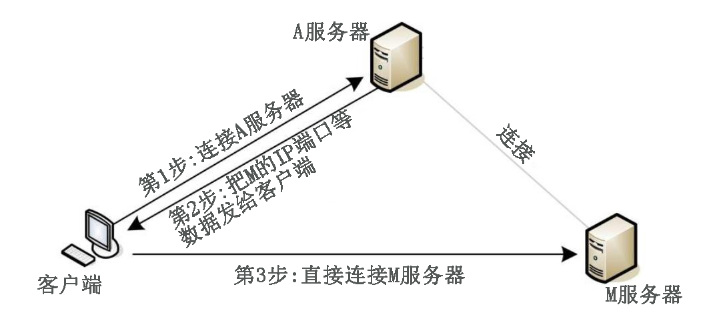 A服务器
第1步:连接A服务器
第2步:把M的IP端口等
数据发给客户端
连接
客户端
第3步:直接连接M服务器
M服务器